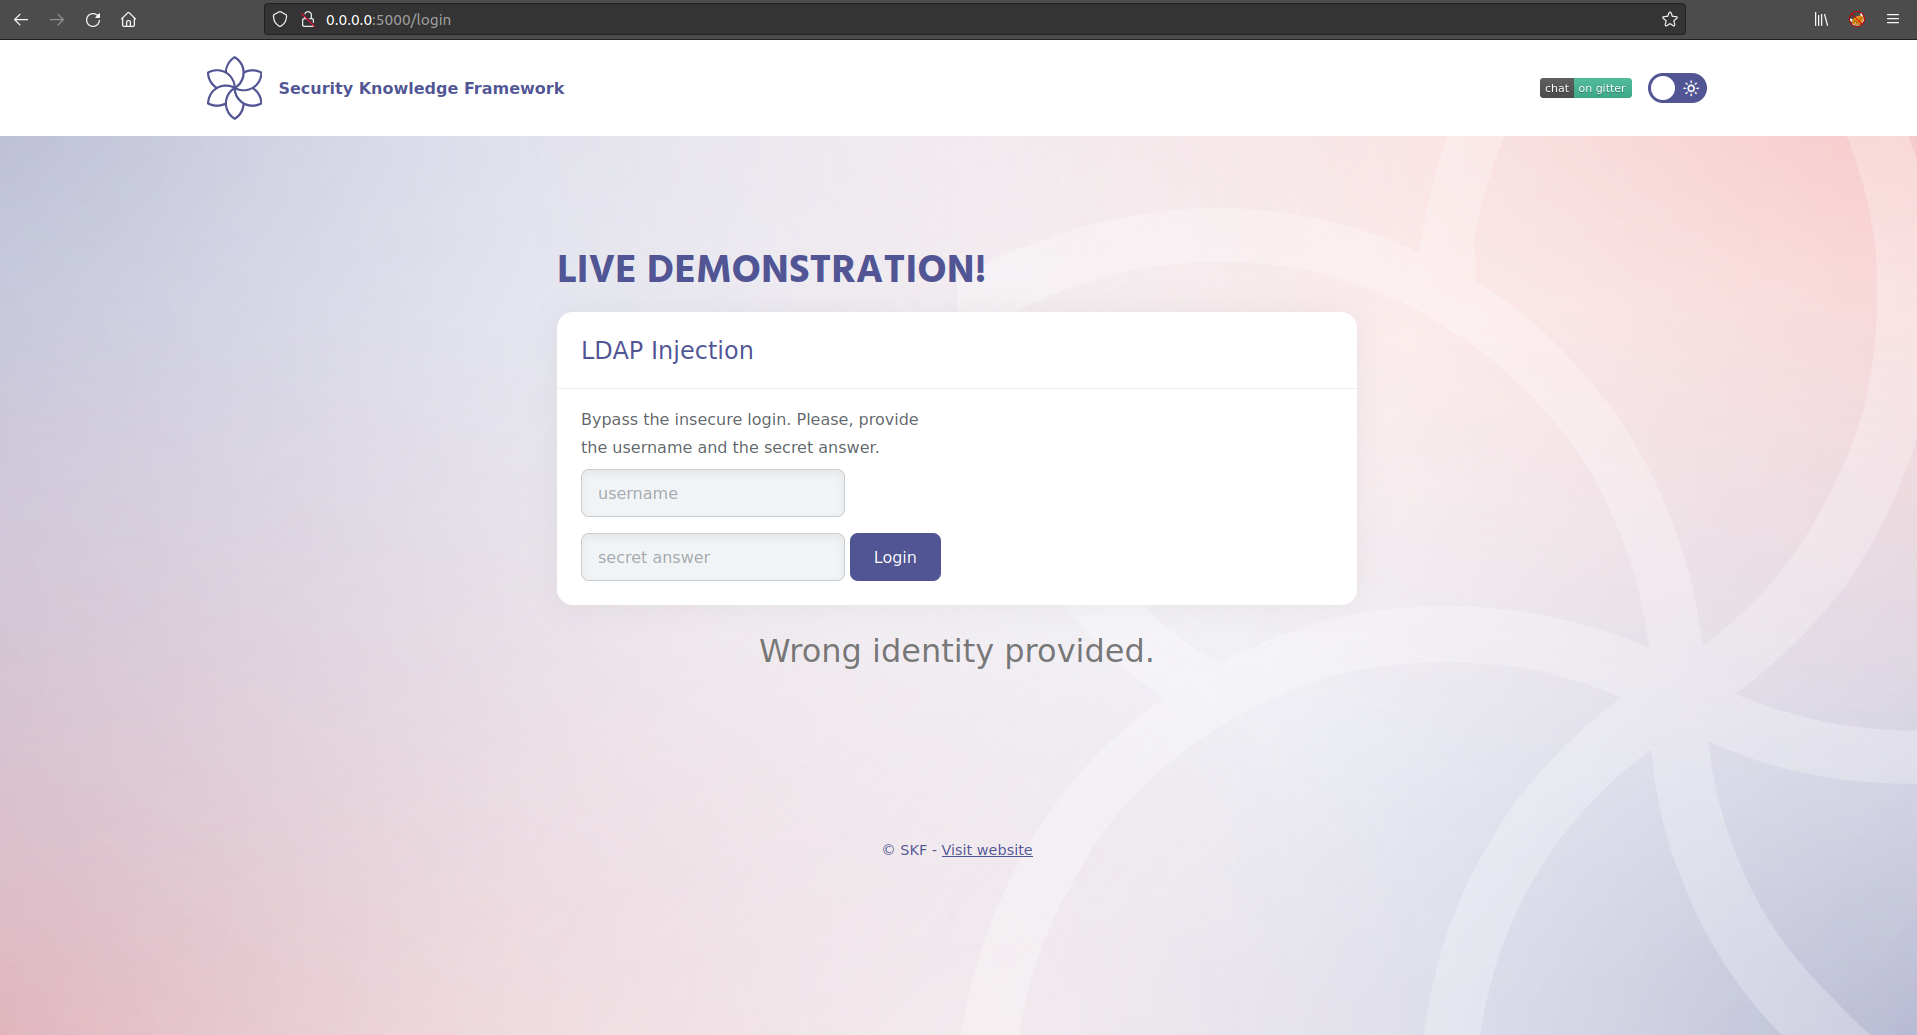 0.0.0.0:5000/login
Security Knowledge Framework
chat on gitter
LIVE DEMONSTRATION!
LDAP Injection
Bypass the insecure login. Please, provide
the username and the secret answer.
username
secret answer
Login
Wrong identity provided.
© SKF - Visit website